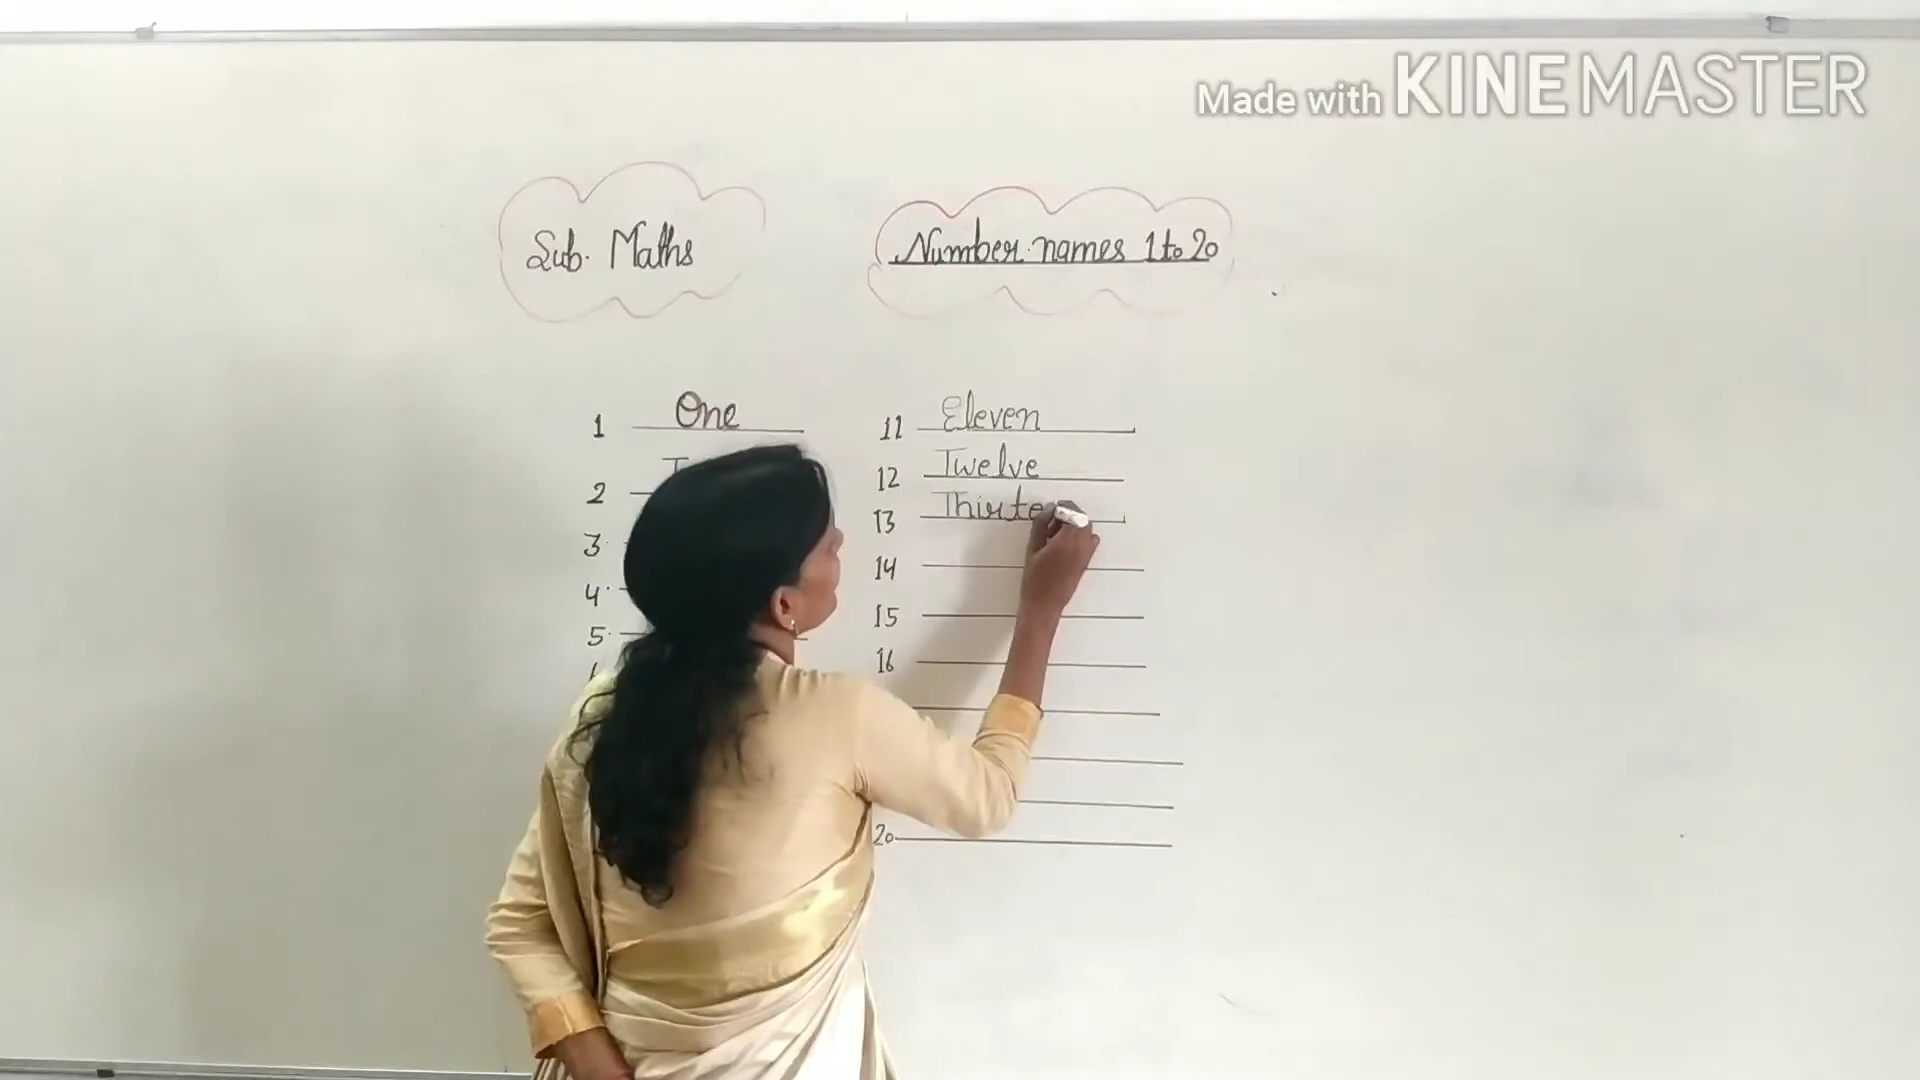 Made with KINEMASTER
Sub. Maths
Number names 1 to 20
1 One
2
3
4
5
11 Eleven
12 Twelve
13 Thirte
14
15
16
20